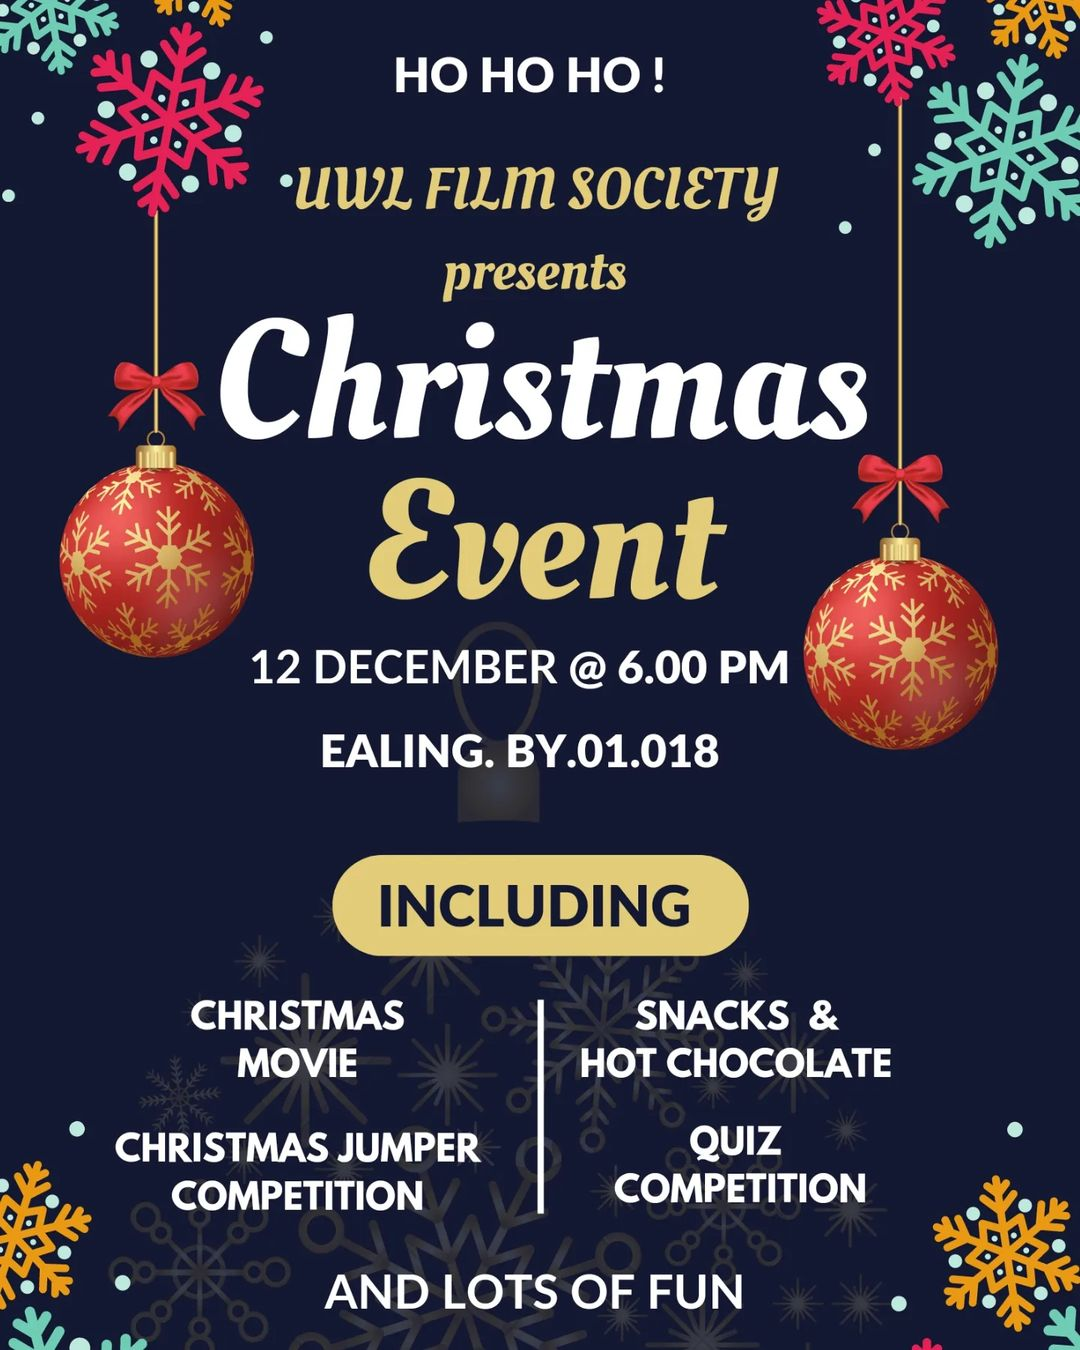 HO HO HO !
UWL FILM SOCIETY
presents
Christmas
Event
12 DECEMBER @ 6.00 PM
EALING. BY.01.018
INCLUDING
CHRISTMAS
MOVIE
CHRISTMAS JUMPER
COMPETITION
SNACKS &
HOT CHOCOLATE
QUIZ
COMPETITION
AND LOTS OF FUN